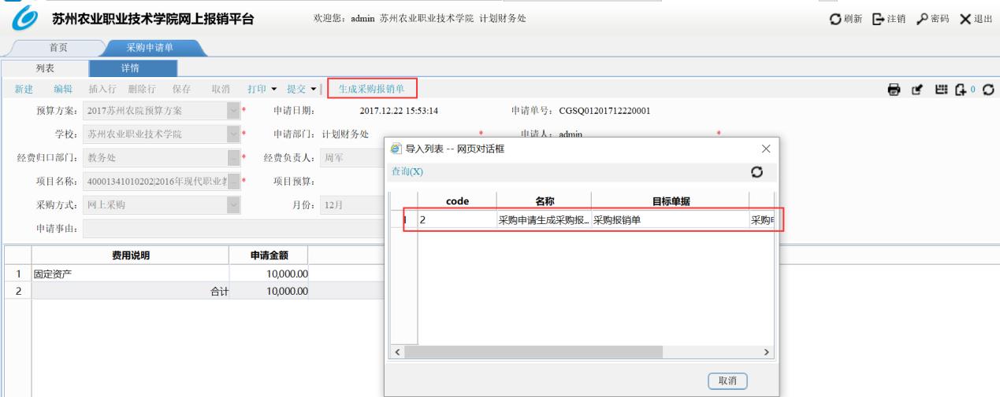 苏州农业职业技术学院网上报销平台 欢迎您：admin 苏州农业职业技术学院 计划财务处 刷新 注销 密码 退出
首页 采购申请单
列表 详情
新建 编辑 插入行 删除行 保存 取消 打印 提交 生成采购报销单 0
预算方案： 2017苏州农院预算方案 * 申请日期： 2017.12.22 15:53:14 申请单号： CGSQ01201712220001
学校： 苏州农业职业技术学院 * 申请部门： 计划财务处 * 申请人： admin *
经费归口部门： 教务处 * 经费负责人： 周军
项目名称： 40001341010202|2016年现代职业教 * 项目预算：
采购方式： 网上采购 月份： 12月
申请事由：
费用说明 申请金额
1 固定资产 10,000.00
2 合计 10,000.00
导入列表 -- 网页对话框
查询(X)
code 名称 目标单据
2 采购申请生成采购报... 采购报销单 采购
取消